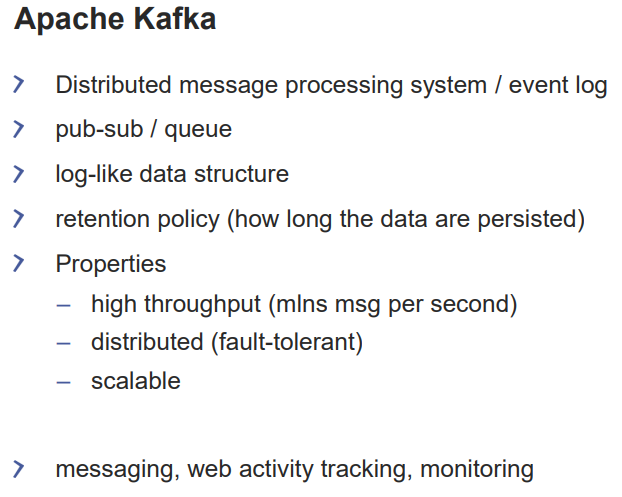 Apache Kafka
Distributed message processing system / event log
pub-sub / queue
log-like data structure
retention policy (how long the data are persisted)
Properties
– high throughput (mlns msg per second)
– distributed (fault-tolerant)
– scalable
messaging, web activity tracking, monitoring